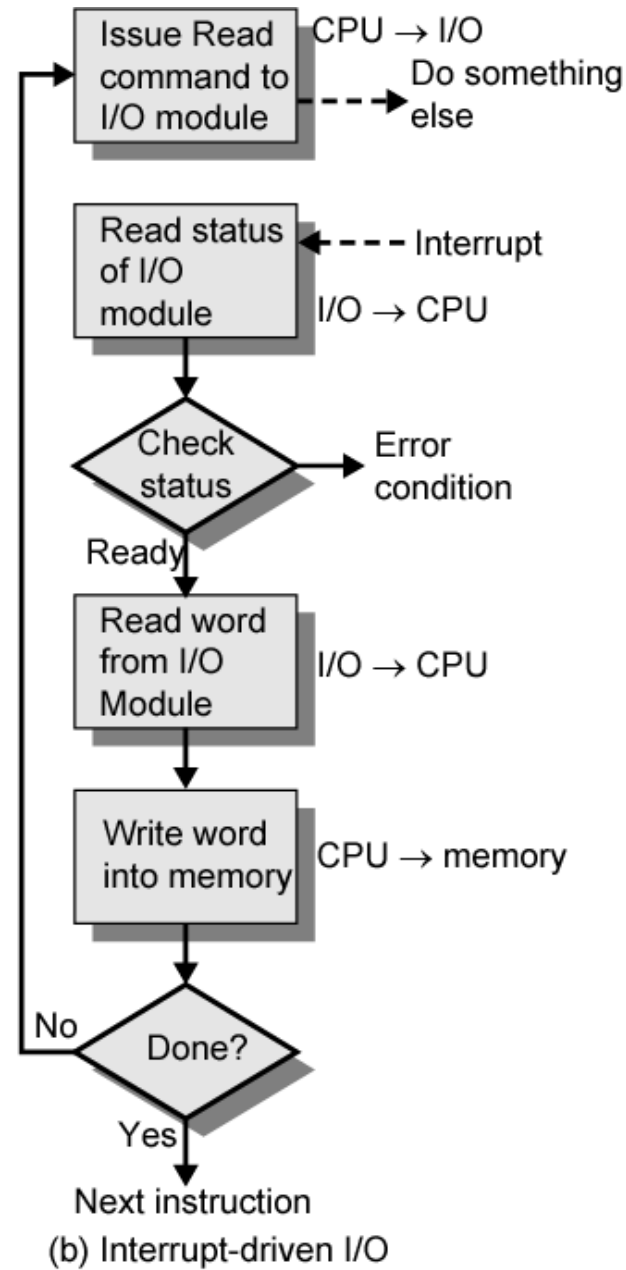 Issue Read
command to
I/O module
CPU → I/O
Do something
else
Read status
of I/O
module
Interrupt
I/O → CPU
Check
status
Error
condition
Ready
Read word
from I/O
Module
I/O → CPU
Write word
into memory
CPU → memory
No
Done?
Yes
Next instruction
(b) Interrupt-driven I/O